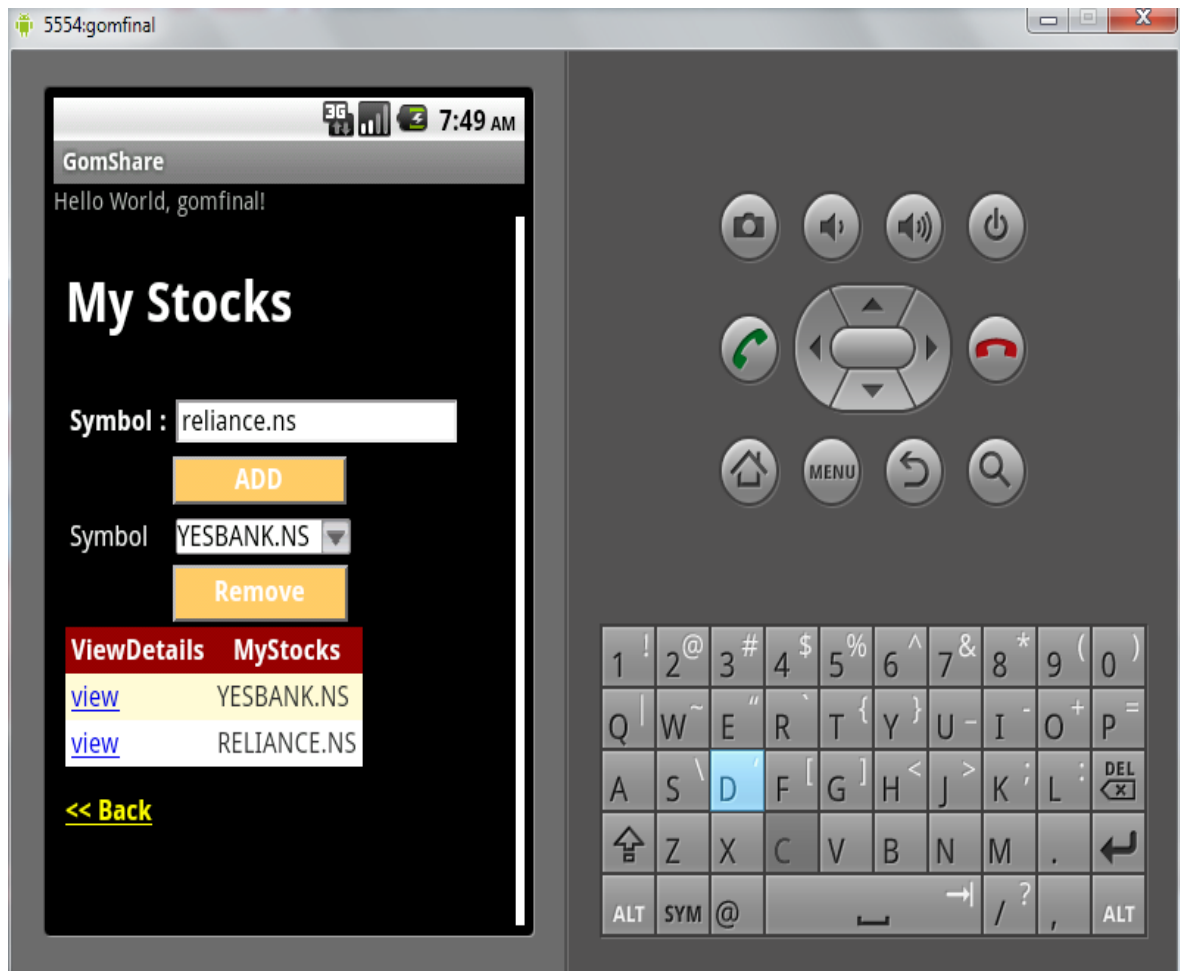 5554:gomfinal
3G 7:49 AM
GomShare
Hello World, gomfinal!
My Stocks
Symbol : reliance.ns
ADD
Symbol YESBANK.NS
Remove
ViewDetails MyStocks
view YESBANK.NS
view RELIANCE.NS
<< Back
MENU
1 ! 2 @ 3 # 4 $ 5 % 6 ^ 7 & 8 * 9 ( 0 )
Q | W ~ E “ R ` T { Y } U _ I - O + P =
A S \ D ' F [ G ] H < J > K ; L : DEL
Z X C V B N M .
ALT SYM @ / ? , ALT